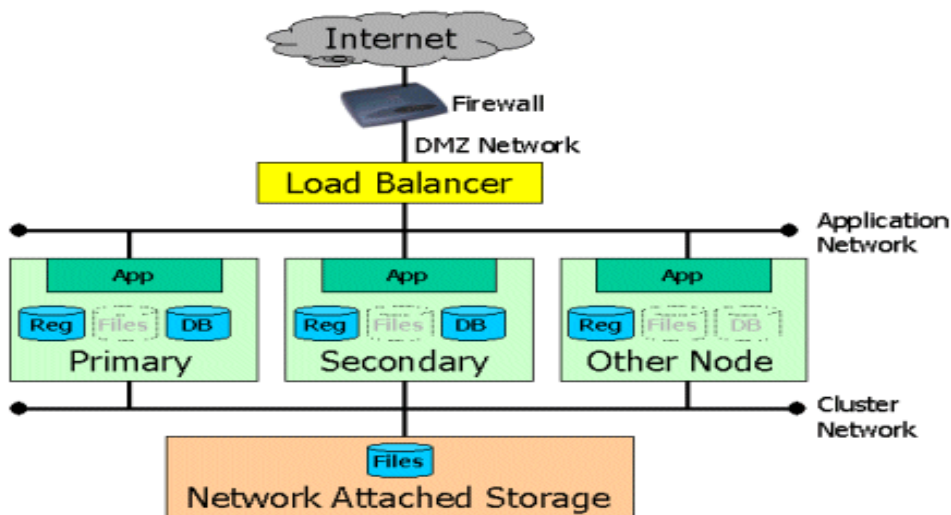 Internet
Firewall
DMZ Network
Load Balancer
Application
Network
App
App
App
Reg Files DB
Reg Files DB
Reg Files DB
Primary
Secondary
Other Node
Cluster
Network
Files
Network Attached Storage